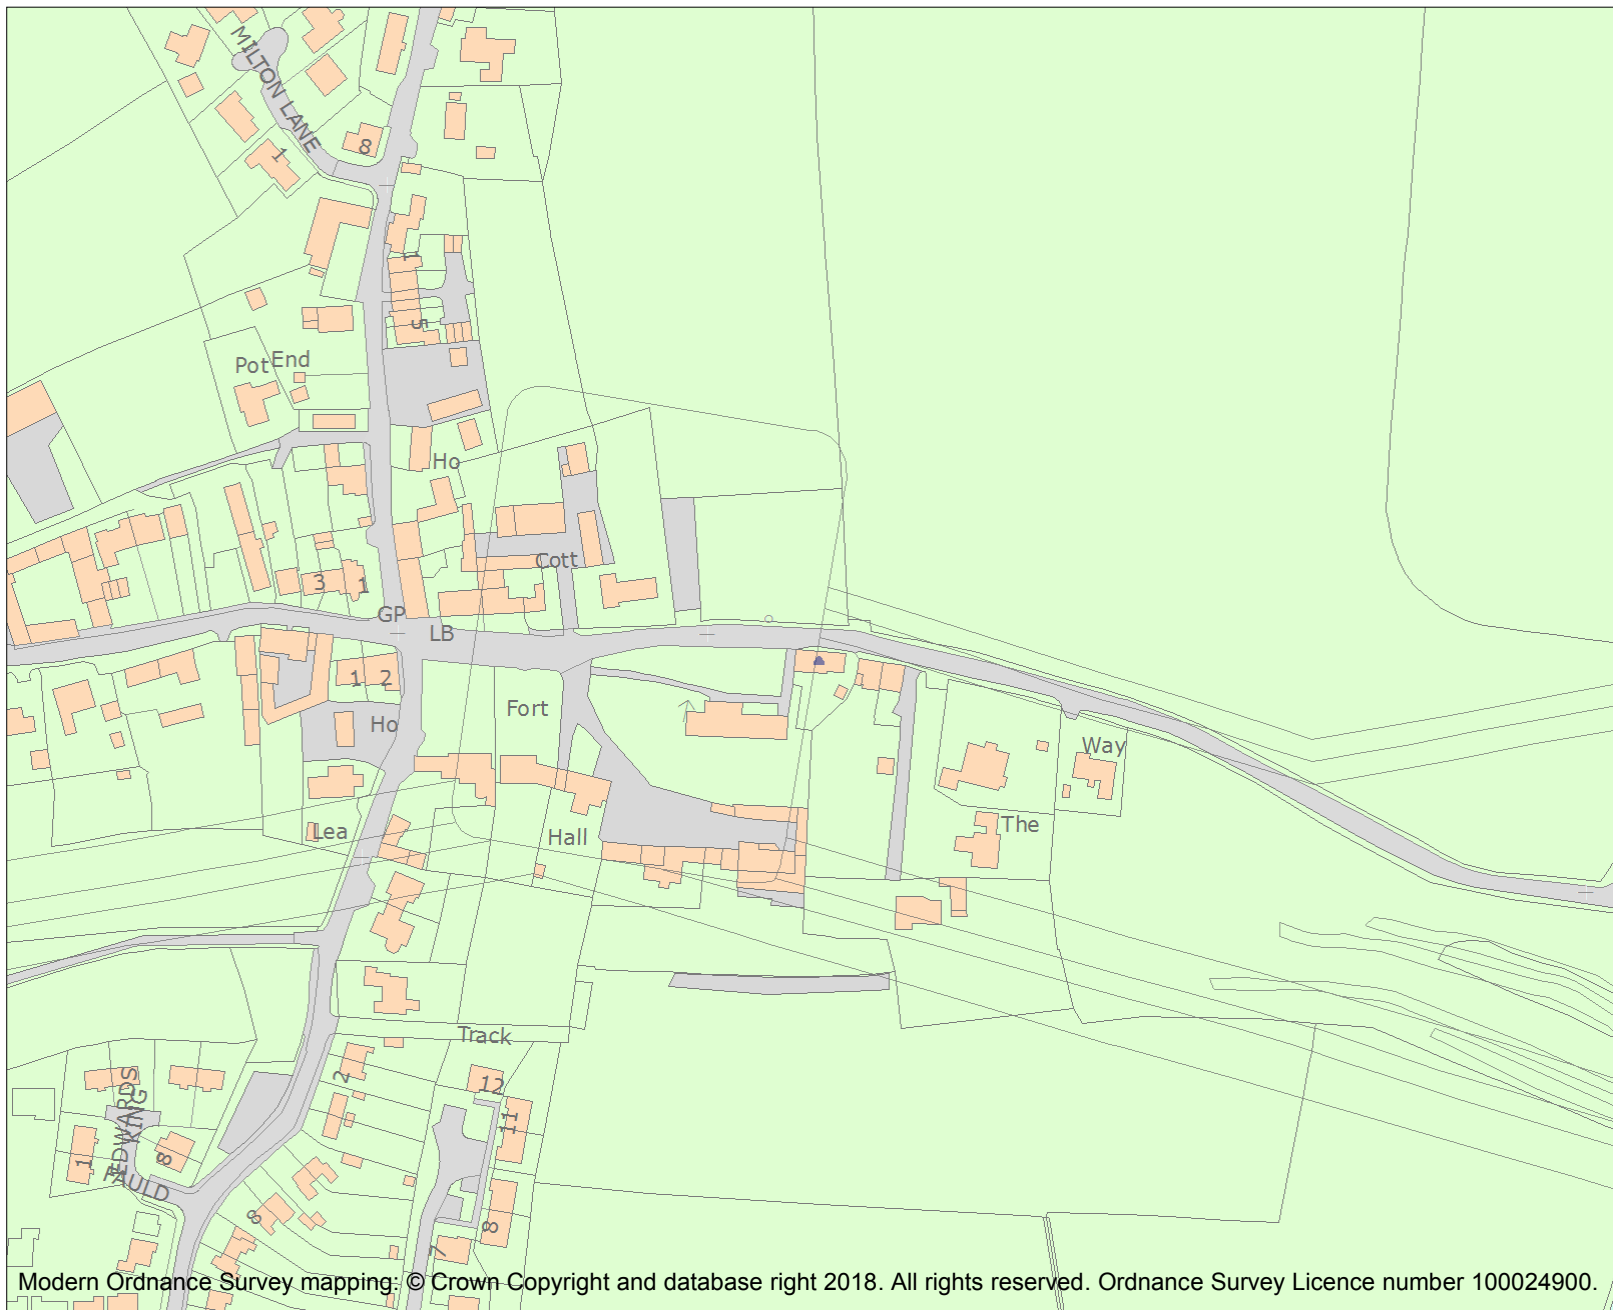 MILTON LANE
8
1
1
5
Pot End
Ho
Cott
3
1
GP
LB
1
2
Fort
Ho
Way
The
Lea
Hall
Track
2
12
11
EDWARDS
KING
1
8
FAULD
8
8
7
Modern Ordnance Survey mapping: © Crown Copyright and database right 2018. All rights reserved. Ordnance Survey Licence number 100024900.